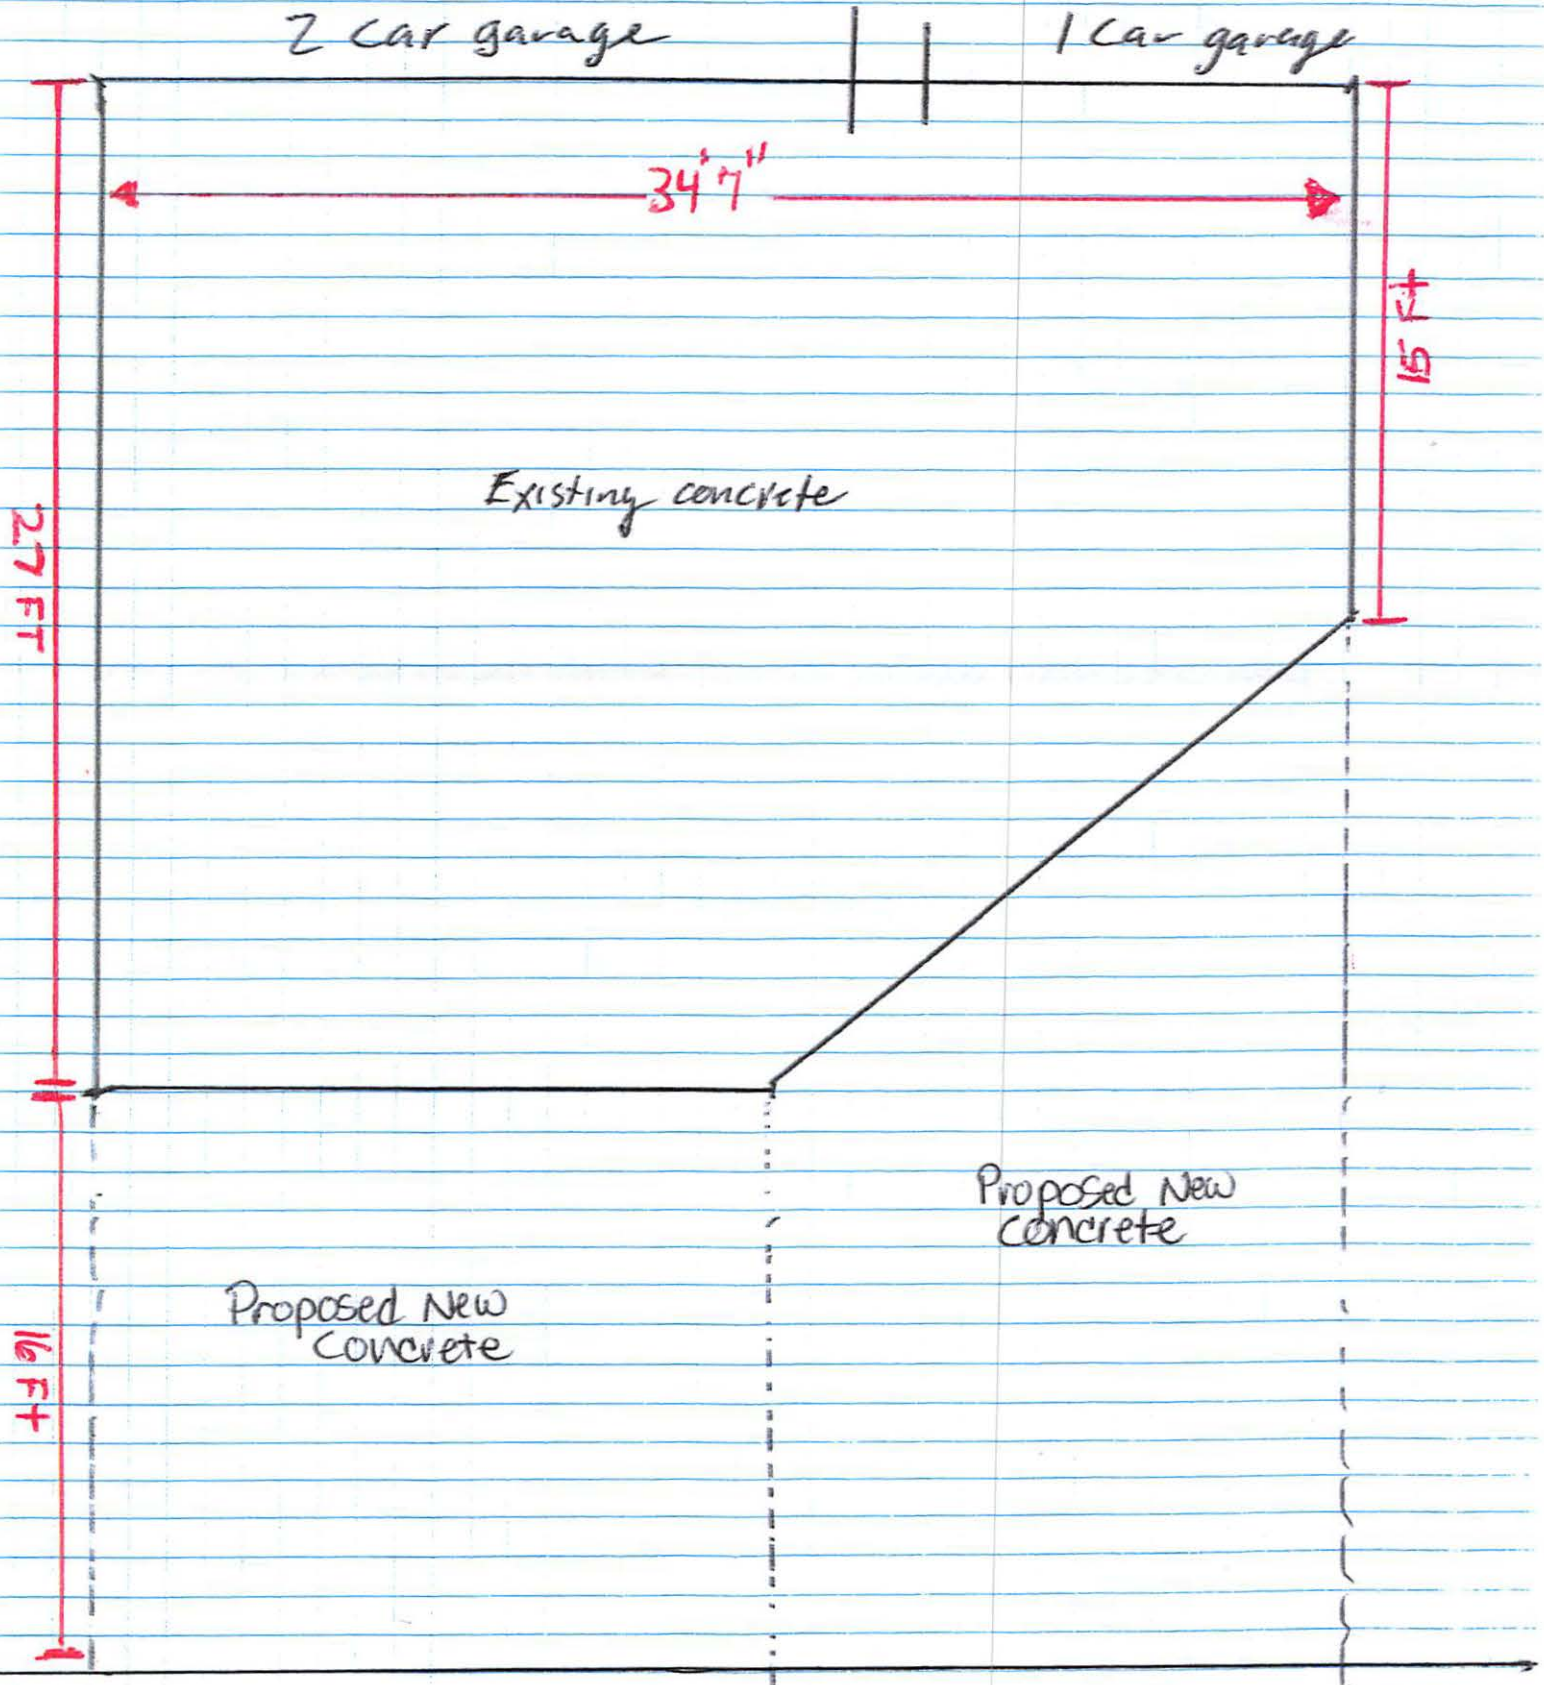 2 car garage
1 Car garage
34'7"
15 Ft
Existing concrete
27 FT
Proposed New
Concrete
Proposed New
Concrete
16 Ft